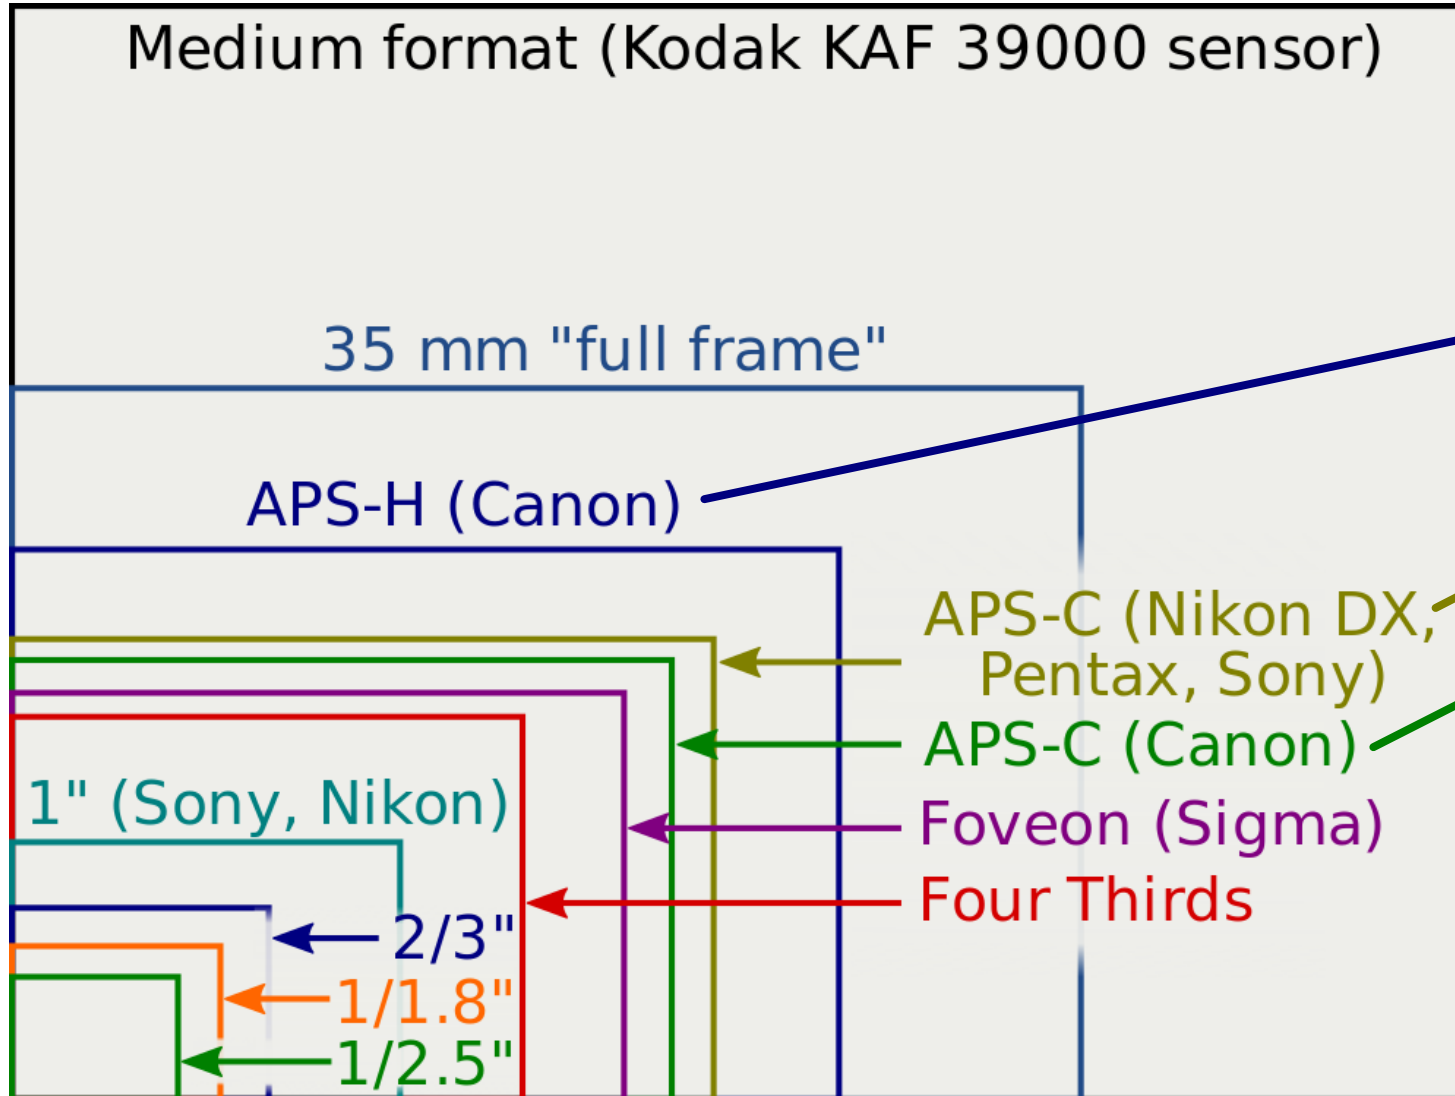 Medium format (Kodak KAF 39000 sensor)
35 mm "full frame"
APS-H (Canon)
APS-C (Nikon DX,
Pentax, Sony)
APS-C (Canon)
1" (Sony, Nikon)
Foveon (Sigma)
Four Thirds
2/3"
1/1.8"
1/2.5"